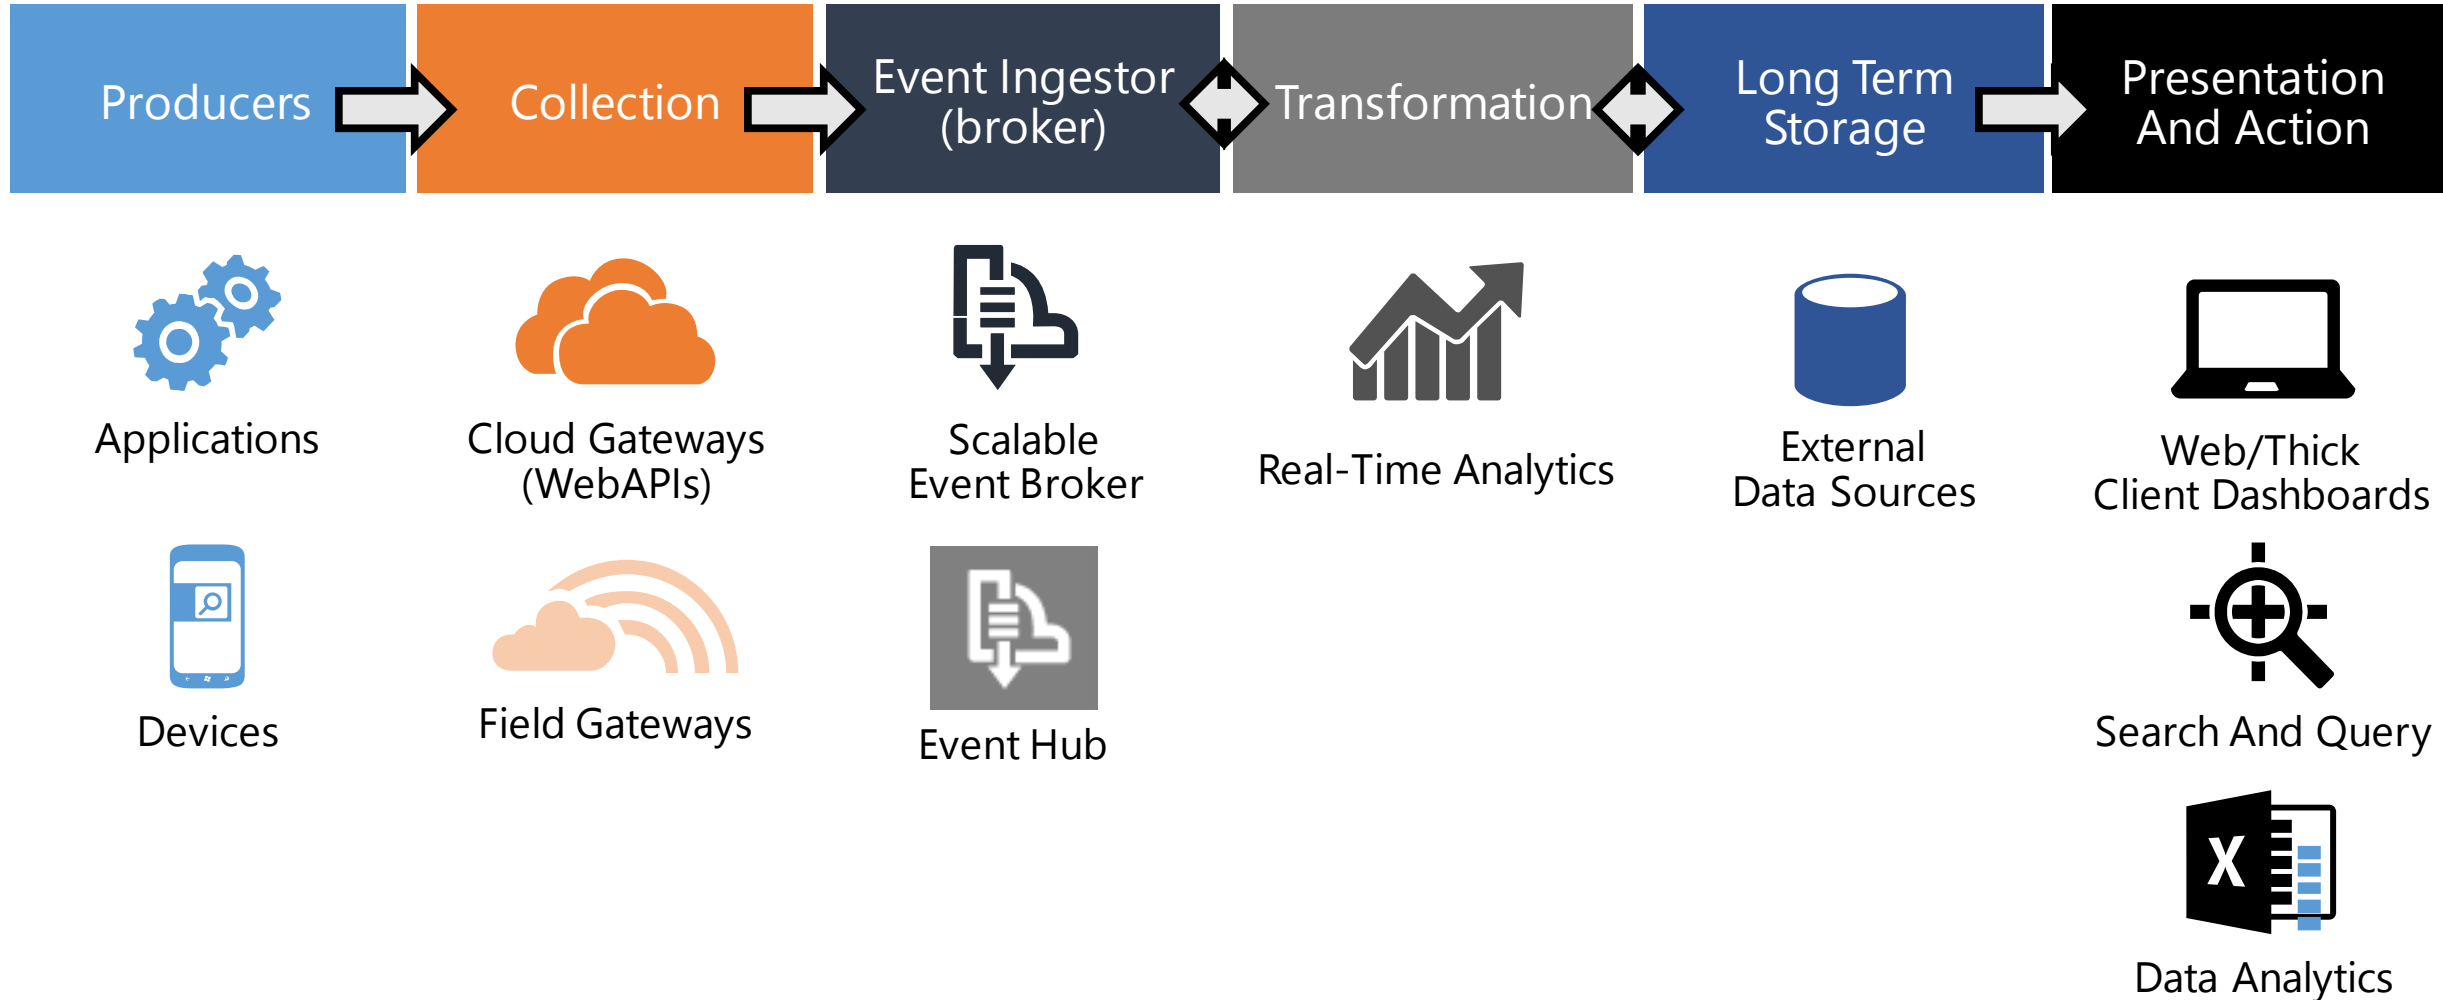 Producers
Collection
Event Ingestor
(broker)
Transformation
Long Term
Storage
Presentation
And Action
Applications
Cloud Gateways
(WebAPIs)
Scalable
Event Broker
Real-Time Analytics
External
Data Sources
Web/Thick
Client Dashboards
Devices
Field Gateways
Event Hub
Search And Query
X
Data Analytics